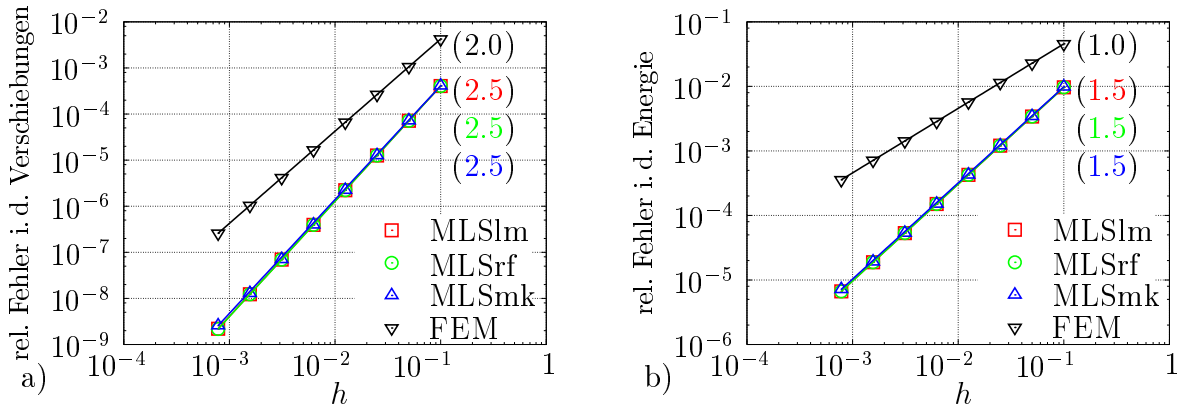 rel. Fehler i.d. Verschiebungen
10^-2
10^-3
10^-4
10^-5
10^-6
10^-7
10^-8
10^-9
(2.0)
(2.5)
(2.5)
(2.5)
MLSlm
MLSrf
MLSmk
FEM
10^-4
10^-3
10^-2
10^-1
1
a)
h
rel. Fehler i.d. Energie
10^-1
10^-2
10^-3
10^-4
10^-5
10^-6
(1.0)
(1.5)
(1.5)
(1.5)
MLSlm
MLSrf
MLSmk
FEM
10^-4
10^-3
10^-2
10^-1
1
b)
h